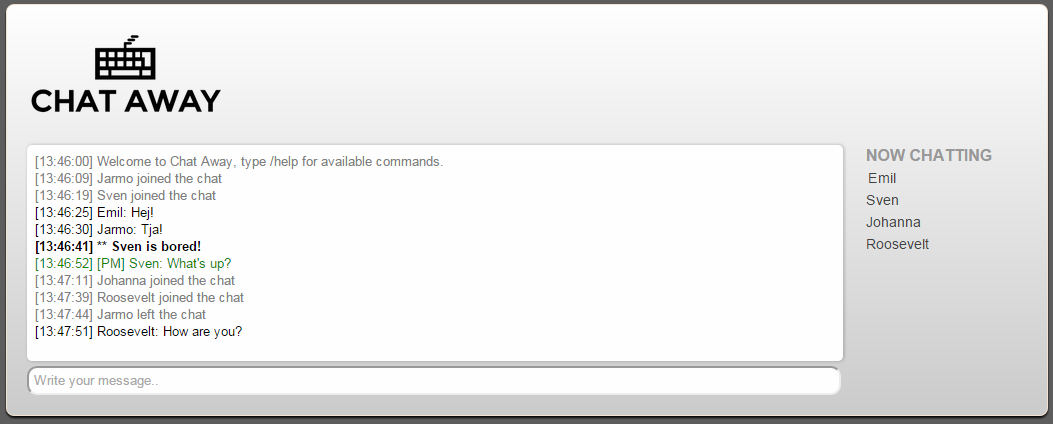 CHAT AWAY
[13:46:00] Welcome to Chat Away, type /help for available commands.
[13:46:09] Jarmo joined the chat
[13:46:19] Sven joined the chat
[13:46:25] Emil: Hej!
[13:46:30] Jarmo: Tja!
[13:46:41] ** Sven is bored!
[13:46:52] [PM] Sven: What's up?
[13:47:11] Johanna joined the chat
[13:47:39] Roosevelt joined the chat
[13:47:44] Jarmo left the chat
[13:47:51] Roosevelt: How are you?
Write your message..
NOW CHATTING
Emil
Sven
Johanna
Roosevelt